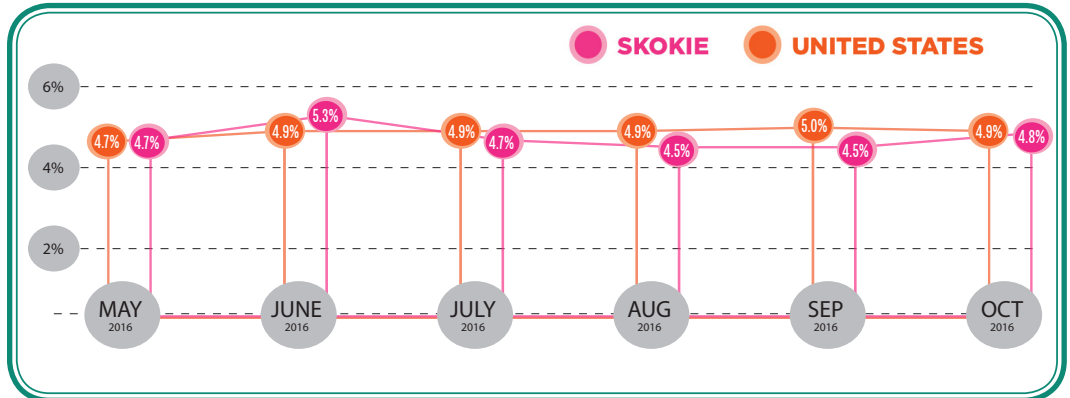 SKOKIE UNITED STATES
6%
5.3%
4.7% 4.7% 4.9% 4.9% 4.7% 4.9% 4.5% 5.0% 4.5% 4.9% 4.8%
4%
2%
MAY JUNE JULY AUG SEP OCT
2016 2016 2016 2016 2016 2016